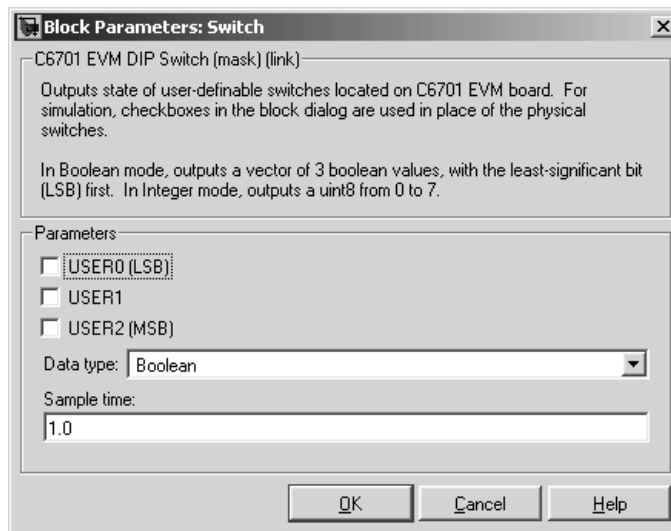 Block Parameters: Switch
C6701 EVM DIP Switch (mask) (link)
Outputs state of user-definable switches located on C6701 EVM board. For
simulation, checkboxes in the block dialog are used in place of the physical
switches.
In Boolean mode, outputs a vector of 3 boolean values, with the least-significant bit
(LSB) first. In Integer mode, outputs a uint8 from 0 to 7.
Parameters
USER0 (LSB)
USER1
USER2 (MSB)
Data type: Boolean
Sample time:
1.0
OK Cancel Help